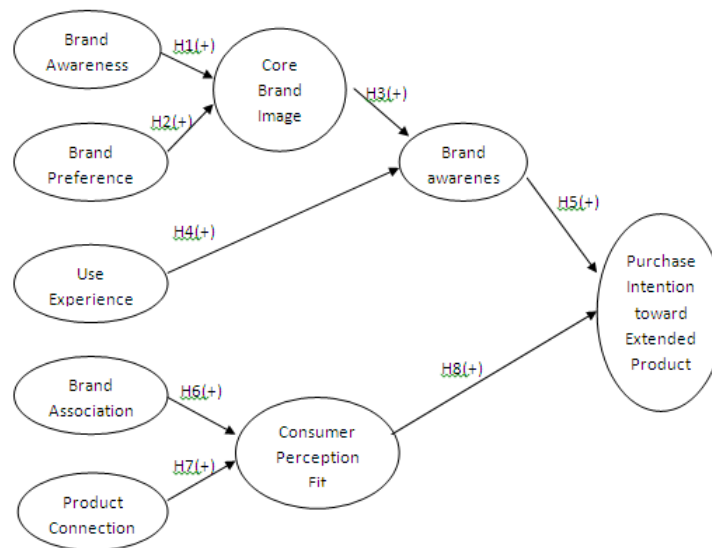 Brand
Awareness
H1(+)
Core
Brand
Image
H2(+)
Brand
Preference
H3(+)
Brand
awarenes
H4(+)
Use
Experience
H5(+)
Purchase
Intention
toward
Extended
Product
Brand
Association
H6(+)
H8(+)
Consumer
Perception
Fit
H7(+)
Product
Connection